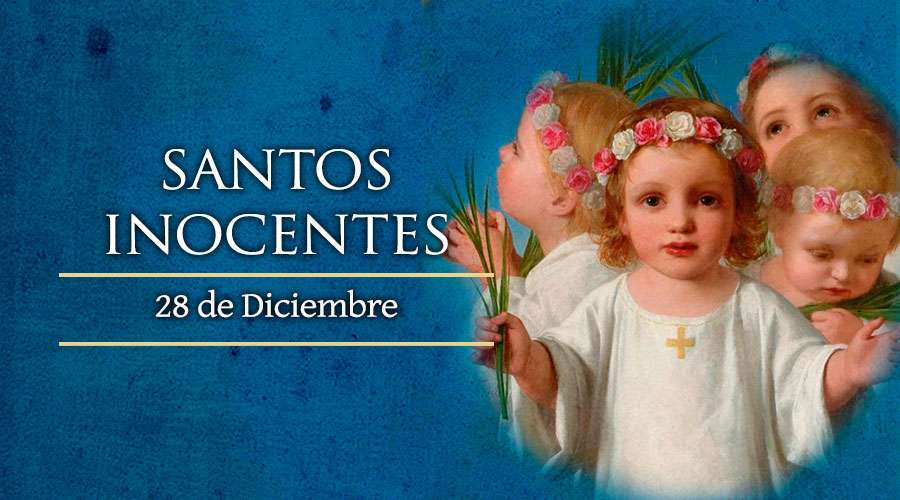 SANTOS
INOCENTES
28 de Diciembre